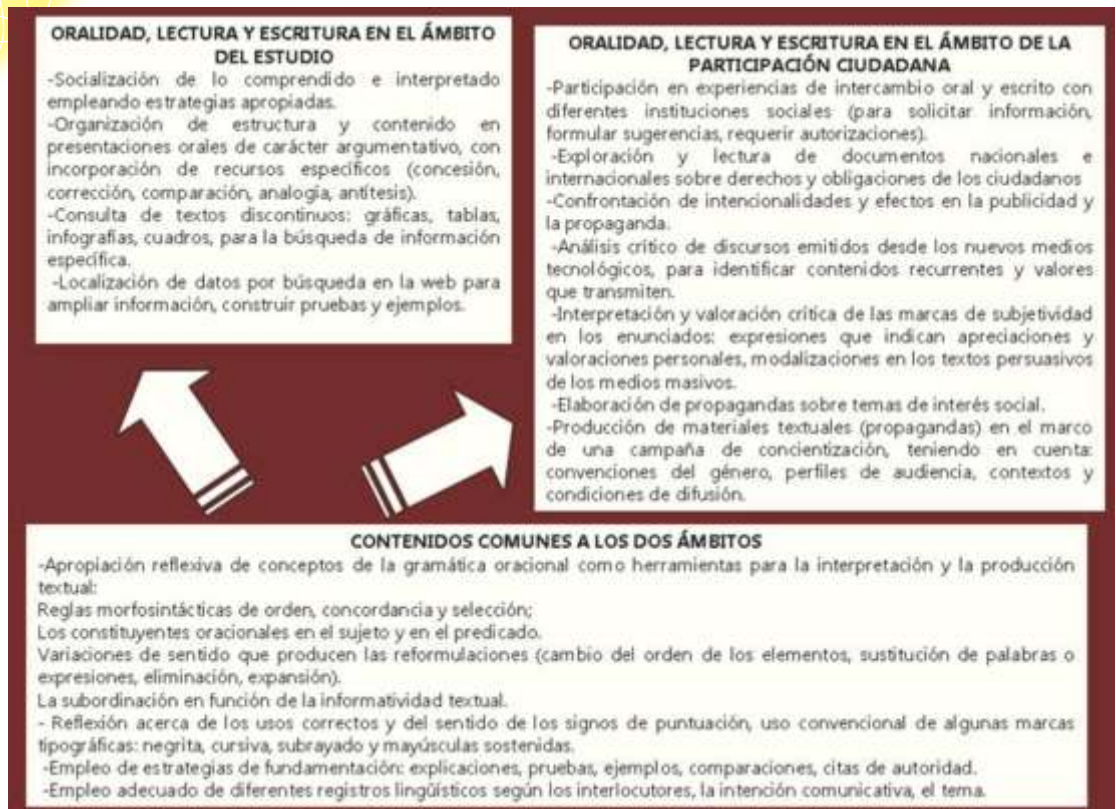 ORALIDAD, LECTURA Y ESCRITURA EN EL ÁMBITO
DEL ESTUDIO
-Socialización de lo comprendido e interpretado
empleando estrategias apropiadas.
-Organización de estructura y contenido en
presentaciones orales de carácter argumentativo, con
incorporación de recursos específicos (concesión,
corrección, comparación, analogía, antítesis).
-Consulta de textos discontinuos: gráficas, tablas,
infografías, cuadros, para la búsqueda de información
específica.
-Localización de datos por búsqueda en la web para
ampliar información, construir pruebas y ejemplos.
ORALIDAD, LECTURA Y ESCRITURA EN EL ÁMBITO DE LA
PARTICIPACIÓN CIUDADANA
-Participación en experiencias de intercambio oral y escrito con
diferentes instituciones sociales (para solicitar información,
formular sugerencias, requerir autorizaciones).
-Exploración y lectura de documentos nacionales e
internacionales sobre derechos y obligaciones de los ciudadanos
-Confrontación de intencionalidades y efectos en la publicidad y
la propaganda.
-Análisis crítico de discursos emitidos desde los nuevos medios
tecnológicos, para identificar contenidos recurrentes y valores
que transmiten.
-Interpretación y valoración crítica de las marcas de subjetividad
en los enunciados: expresiones que indican apreciaciones y
valoraciones personales, modalizaciones en los textos persuasivos
de los medios masivos.
-Elaboración de propagandas sobre temas de interés social.
-Producción de materiales textuales (propagandas) en el marco
de una campaña de concientización, teniendo en cuenta:
convenciones del género, perfiles de audiencia, contextos y
condiciones de difusión.
CONTENIDOS COMUNES A LOS DOS ÁMBITOS
-Apropiación reflexiva de conceptos de la gramática oracional como herramientas para la interpretación y la producción
textual:
Reglas morfosintácticas de orden, concordancia y selección;
Los constituyentes oracionales en el sujeto y en el predicado.
Variaciones de sentido que producen las reformulaciones (cambio del orden de los elementos, sustitución de palabras o
expresiones, eliminación, expansión).
La subordinación en función de la informatividad textual.
- Reflexión acerca de los usos correctos y del sentido de los signos de puntuación, uso convencional de algunas marcas
tipográficas: negrita, cursiva, subrayado y mayúsculas sostenidas.
-Empleo de estrategias de fundamentación: explicaciones, pruebas, ejemplos, comparaciones, citas de autoridad.
-Empleo adecuado de diferentes registros lingüísticos según los interlocutores, la intención comunicativa, el tema.